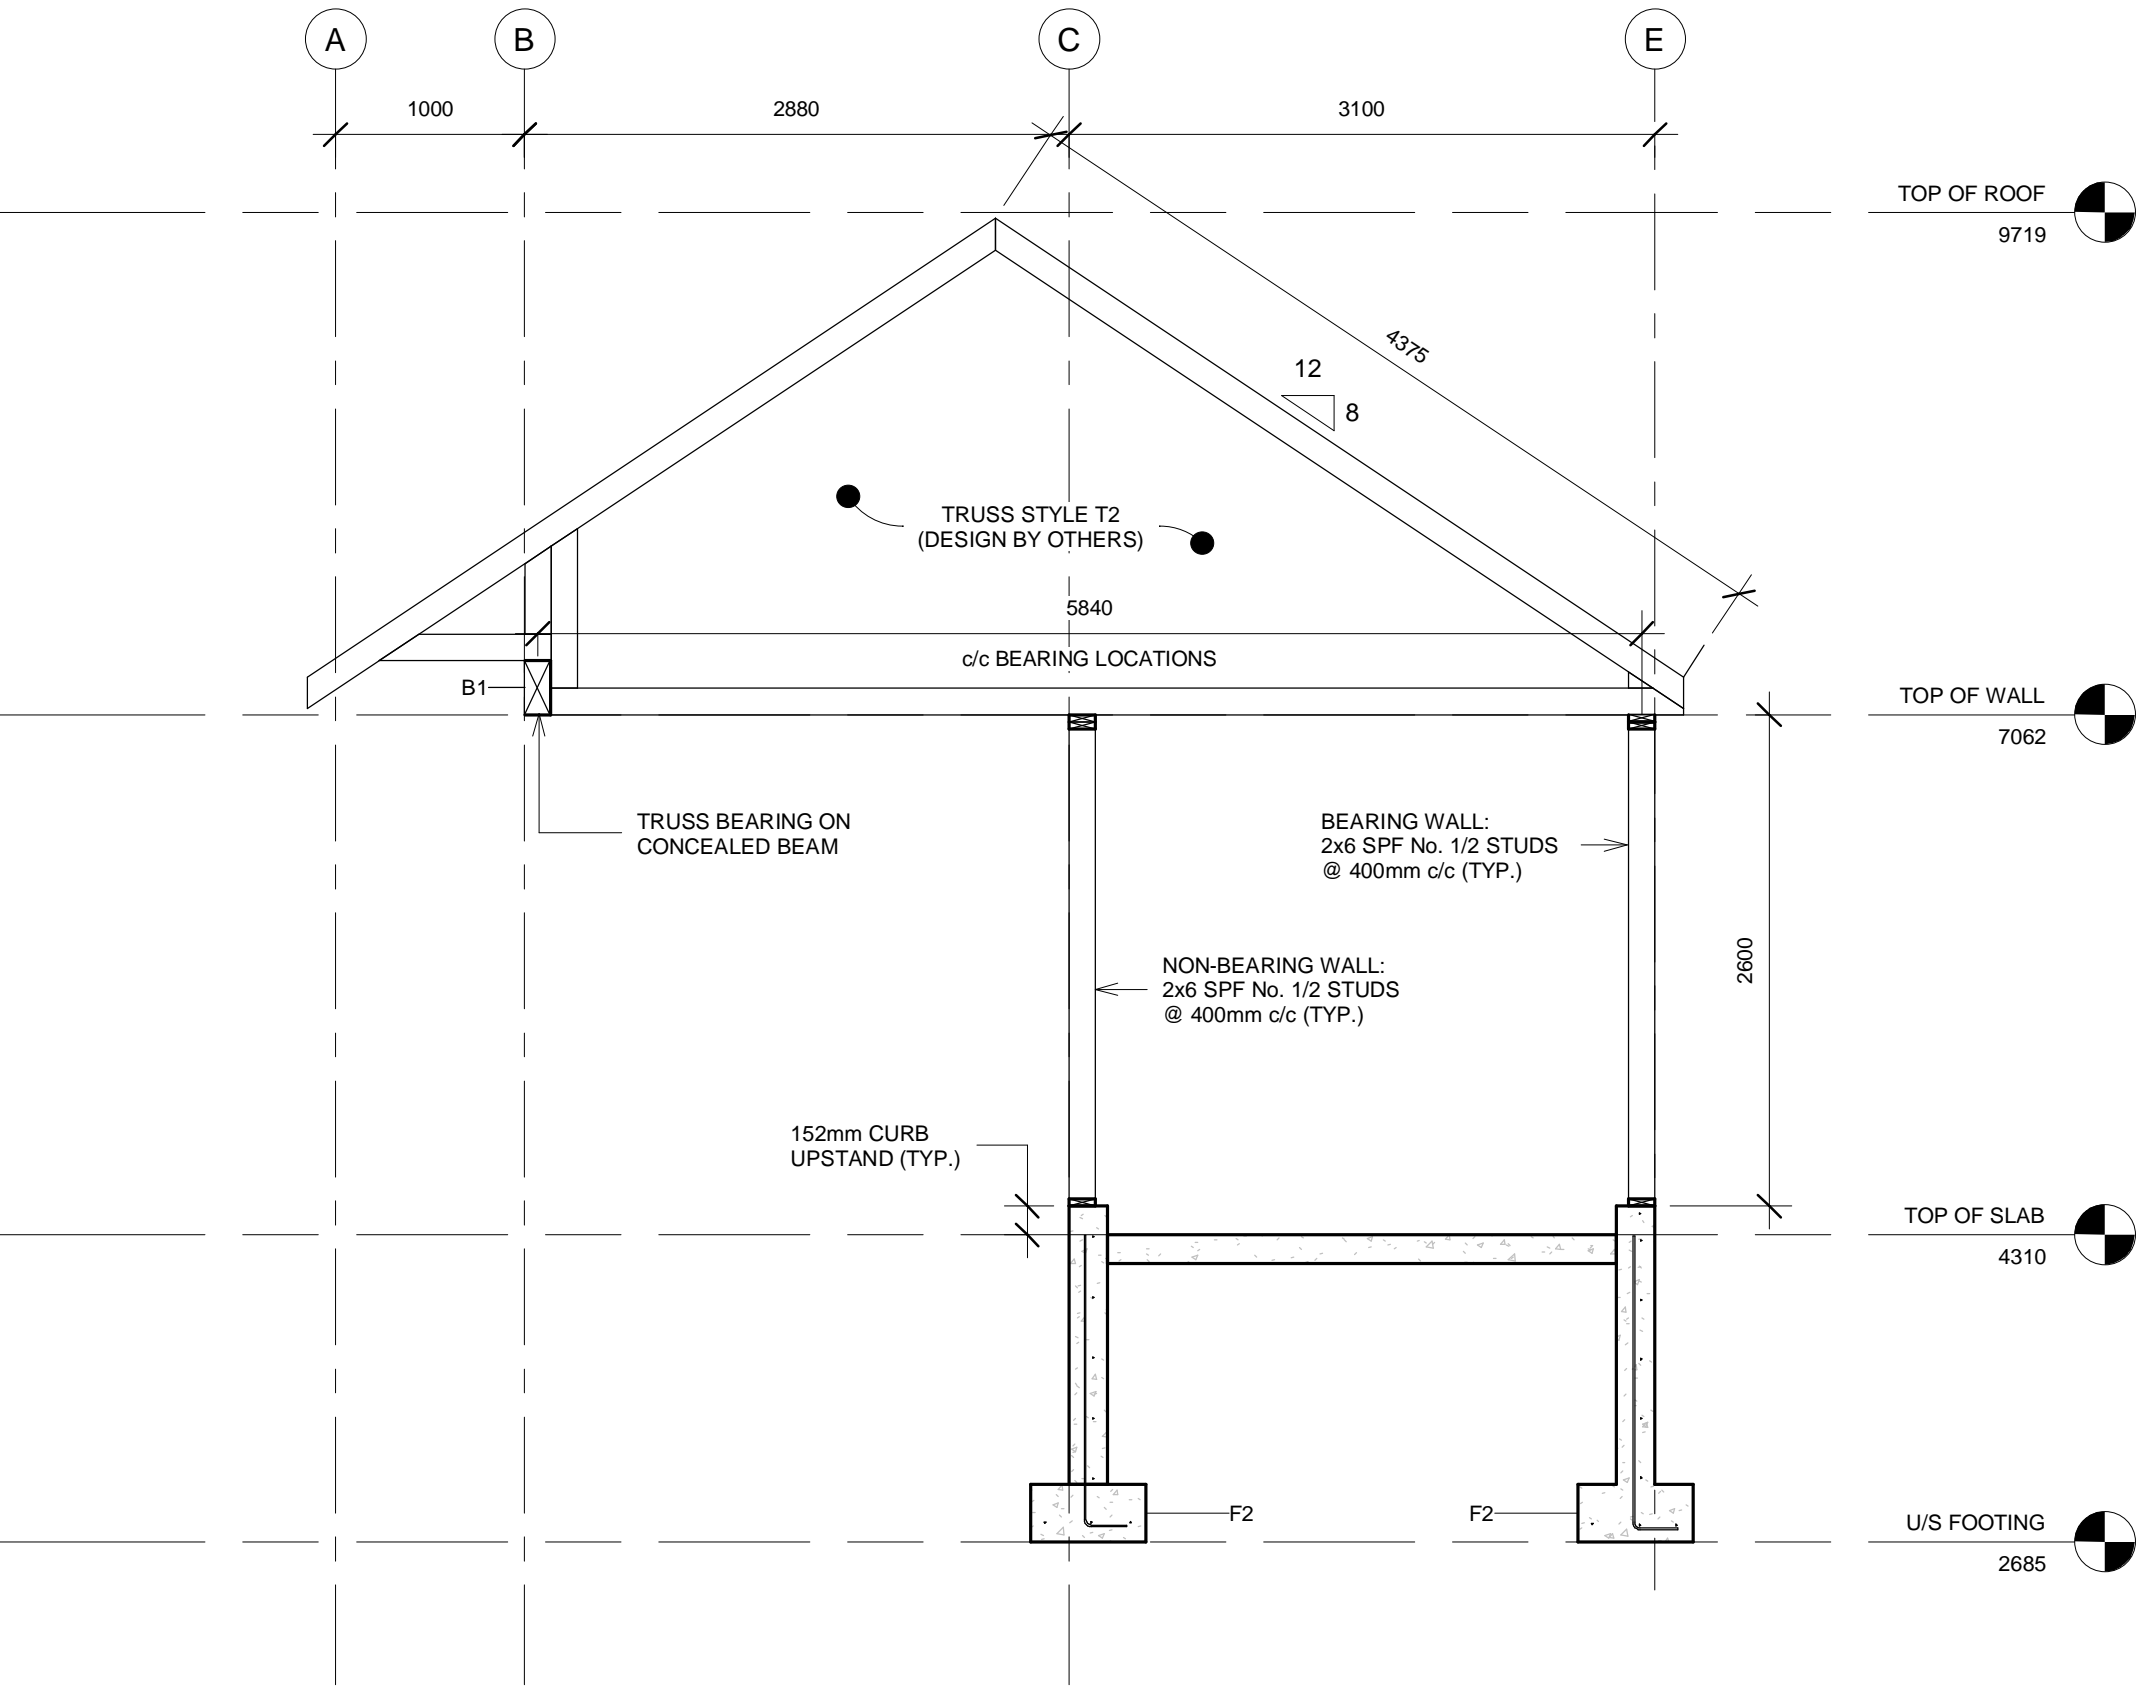 A
B
C
E
1000
2880
3100
TOP OF ROOF
9719
4375
12
8
TRUSS STYLE T2
(DESIGN BY OTHERS)
5840
c/c BEARING LOCATIONS
B1
TOP OF WALL
7062
TRUSS BEARING ON
CONCEALED BEAM
BEARING WALL:
2x6 SPF No. 1/2 STUDS
@ 400mm c/c (TYP.)
2600
NON-BEARING WALL:
2x6 SPF No. 1/2 STUDS
@ 400mm c/c (TYP.)
152mm CURB
UPSTAND (TYP.)
TOP OF SLAB
4310
F2
F2
U/S FOOTING
2685